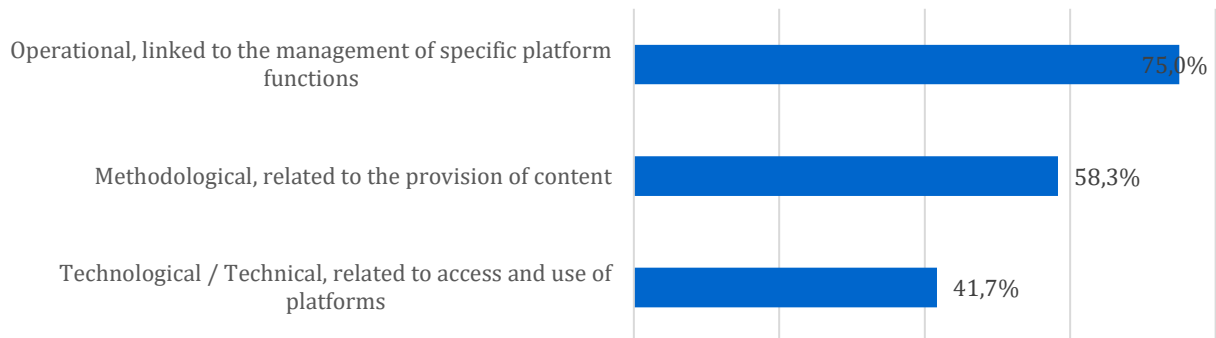 Operational, linked to the management of specific platform
functions
75,0%
Methodological, related to the provision of content
58,3%
Technological / Technical, related to access and use of
platforms
41,7%